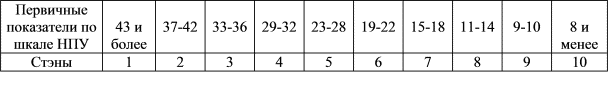 Первичные показатели по шкале НПУ 43 и более 37-42 33-36 29-32 23-28 19-22 15-18 11-14 9-10 8 и менее
Стэны 1 2 3 4 5 6 7 8 9 10